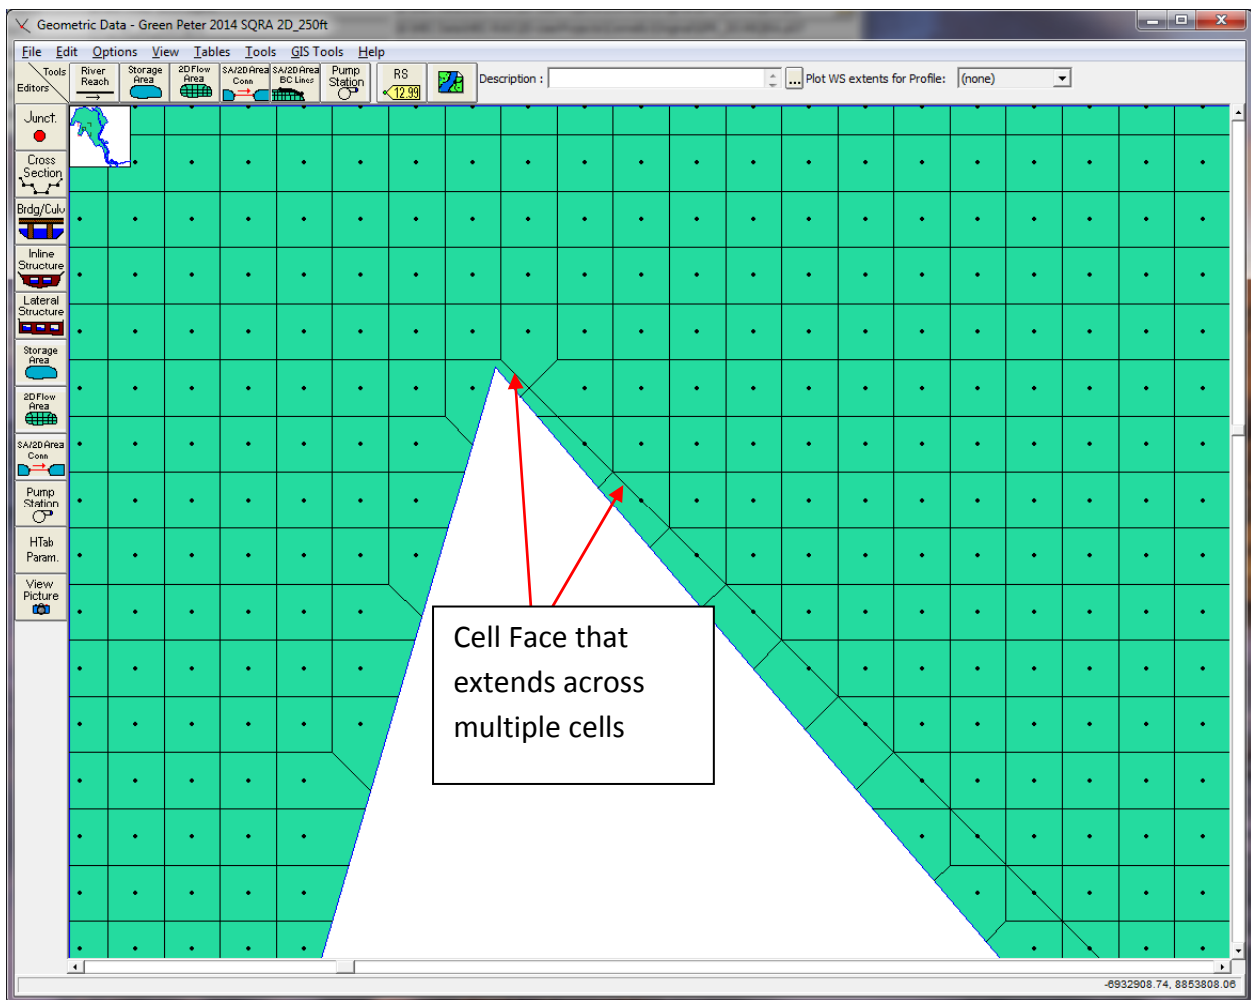 Geometric Data - Green Peter 2014 SQRA 2D_250ft
File Edit Options View Tables Tools GIS Tools Help
Tools
Editors
River
Reach
Storage
Area
2D Flow
Area
SA/2D Area
Conn
SA/2D Area
BC Lines
Pump
Station
RS
12.99
Description :
...
Plot WS extents for Profile:
(none)
Junct.
Cross
Section
Brdg/Culv
Inline
Structure
Lateral
Structure
Storage
Area
2D Flow
Area
SA/2D Area
Conn
Pump
Station
HTab
Param.
View
Picture
Cell Face that
extends across
multiple cells
-6932908.74, 8853808.06